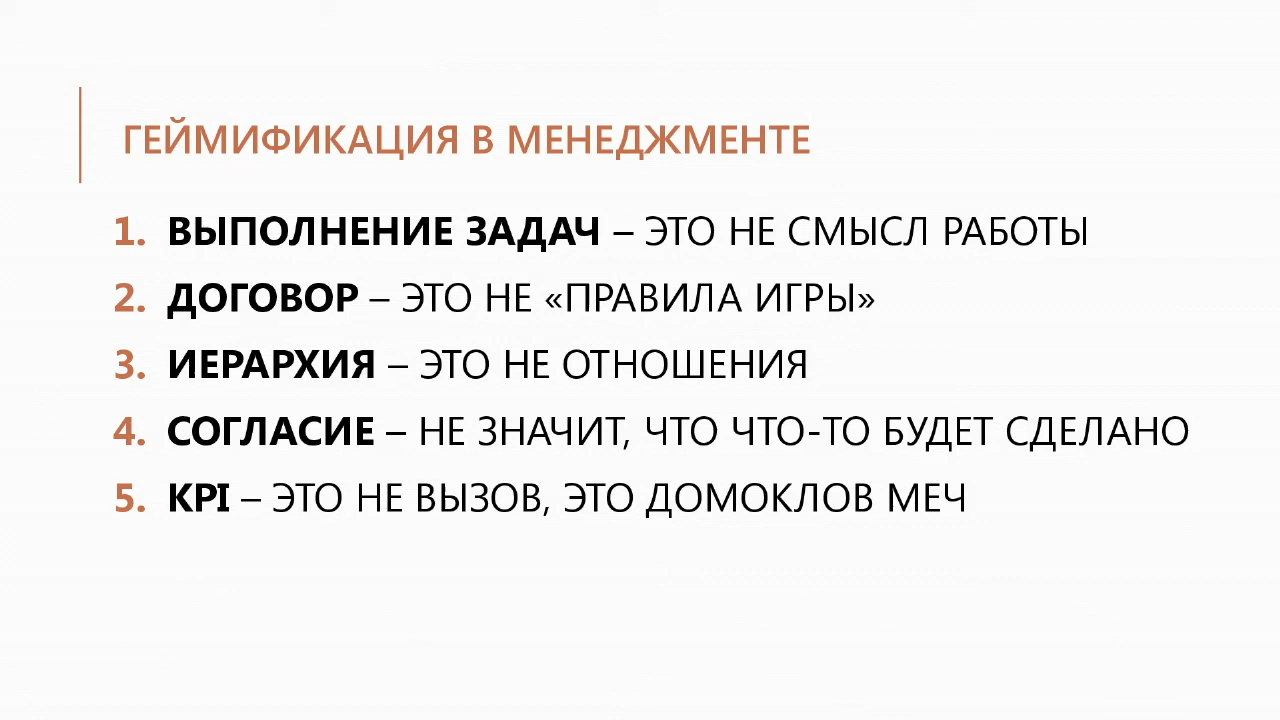 ГЕЙМИФИКАЦИЯ В МЕНЕДЖМЕНТЕ
1. ВЫПОЛНЕНИЕ ЗАДАЧ – ЭТО НЕ СМЫСЛ РАБОТЫ
2. ДОГОВОР – ЭТО НЕ «ПРАВИЛА ИГРЫ»
3. ИЕРАРХИЯ – ЭТО НЕ ОТНОШЕНИЯ
4. СОГЛАСИЕ – НЕ ЗНАЧИТ, ЧТО ЧТО-ТО БУДЕТ СДЕЛАНО
5. KPI – ЭТО НЕ ВЫЗОВ, ЭТО ДОМОКЛОВ МЕЧ